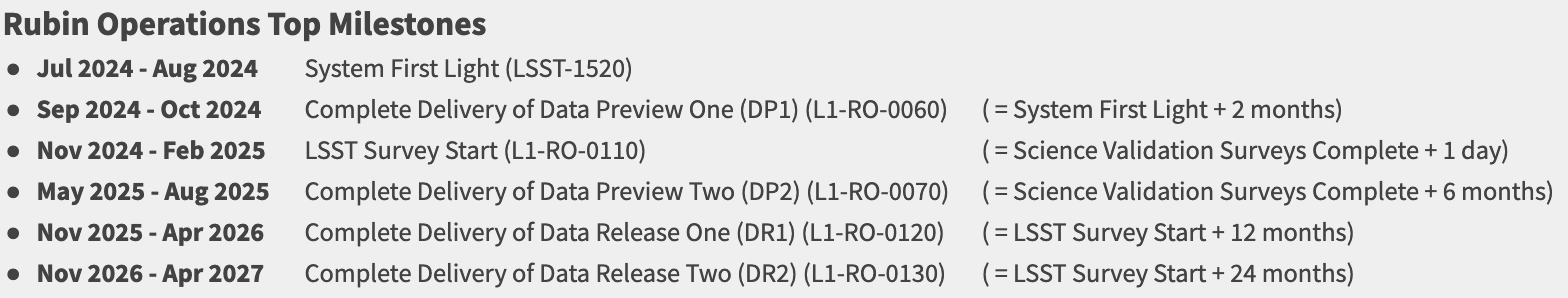 Rubin Operations Top Milestones
● Jul 2024 - Aug 2024 System First Light (LSST-1520)
● Sep 2024 - Oct 2024 Complete Delivery of Data Preview One (DP1) (L1-RO-0060) ( = System First Light + 2 months)
● Nov 2024 - Feb 2025 LSST Survey Start (L1-RO-0110) ( = Science Validation Surveys Complete + 1 day)
● May 2025 - Aug 2025 Complete Delivery of Data Preview Two (DP2) (L1-RO-0070) ( = Science Validation Surveys Complete + 6 months)
● Nov 2025 - Apr 2026 Complete Delivery of Data Release One (DR1) (L1-RO-0120) ( = LSST Survey Start + 12 months)
● Nov 2026 - Apr 2027 Complete Delivery of Data Release Two (DR2) (L1-RO-0130) ( = LSST Survey Start + 24 months)